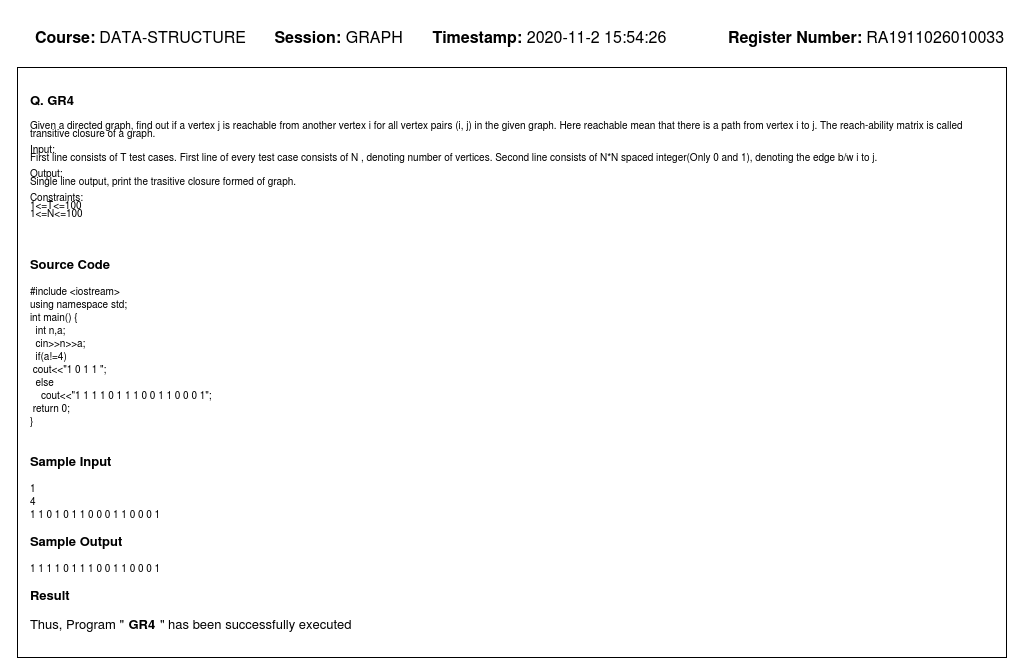 Course: DATA-STRUCTURE Session: GRAPH Timestamp: 2020-11-2 15:54:26 Register Number: RA1911026010033
Q. GR4
Given a directed graph, find out if a vertex j is reachable from another vertex i for all vertex pairs (i, j) in the given graph. Here reachable mean that there is a path from vertex i to j. The reach-ability matrix is called
transitive closure of a graph.
Input:
First line consists of T test cases. First line of every test case consists of N , denoting number of vertices. Second line consists of N*N spaced integer(Only 0 and 1), denoting the edge b/w i to j.
Output:
Single line output, print the trasitive closure formed of graph.
Constraints:
1<=T<=100
1<=N<=100
Source Code
#include <iostream>
using namespace std;
int main() {
int n,a;
cin>>n>>a;
if(a!=4)
cout<<"1 0 1 1 ";
else
cout<<"1 1 1 1 0 1 1 1 0 0 1 1 0 0 0 1";
return 0;
}
Sample Input
1
4
1 1 0 1 0 1 1 0 0 0 1 1 0 0 0 1
Sample Output
1 1 1 1 0 1 1 1 0 0 1 1 0 0 0 1
Result
Thus, Program " GR4 " has been successfully executed